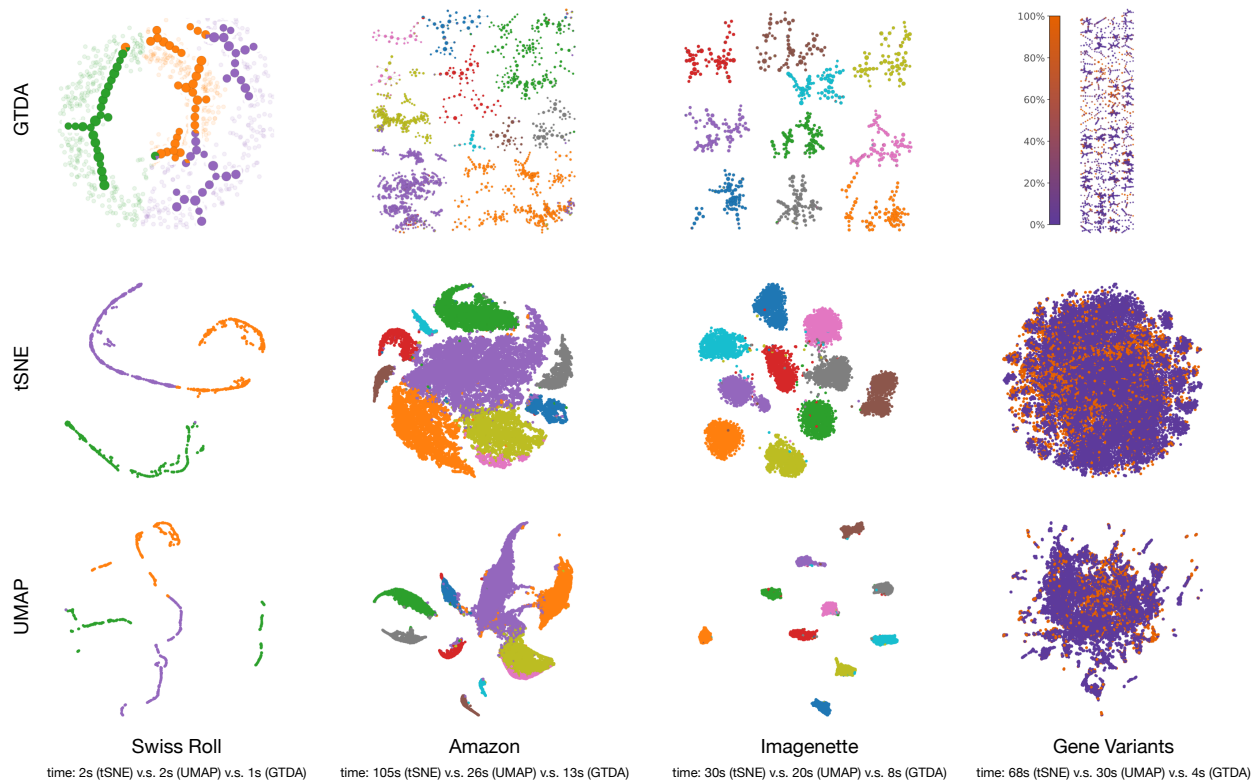 GTDA
100%
80%
60%
40%
20%
0%
tSNE
UMAP
Swiss Roll
Amazon
Imagenette
Gene Variants
time: 2s (tSNE) v.s. 2s (UMAP) v.s. 1s (GTDA)
time: 105s (tSNE) v.s. 26s (UMAP) v.s. 13s (GTDA)
time: 30s (tSNE) v.s. 20s (UMAP) v.s. 8s (GTDA)
time: 68s (tSNE) v.s. 30s (UMAP) v.s. 4s (GTDA)